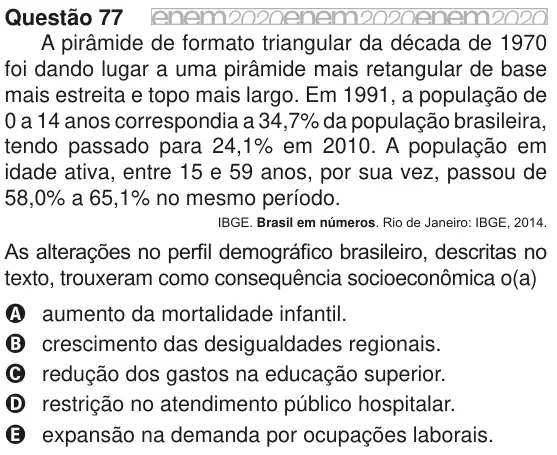 Questão 77 enem2020enem2020enem2020
A pirâmide de formato triangular da década de 1970
foi dando lugar a uma pirâmide mais retangular de base
mais estreita e topo mais largo. Em 1991, a população de
0 a 14 anos correspondia a 34,7% da população brasileira,
tendo passado para 24,1% em 2010. A população em
idade ativa, entre 15 e 59 anos, por sua vez, passou de
58,0% a 65,1% no mesmo período.
IBGE. Brasil em números. Rio de Janeiro: IBGE, 2014.
As alterações no perfil demográfico brasileiro, descritas no
texto, trouxeram como consequência socioeconômica o(a)
A aumento da mortalidade infantil.
B crescimento das desigualdades regionais.
C redução dos gastos na educação superior.
D restrição no atendimento público hospitalar.
E expansão na demanda por ocupações laborais.